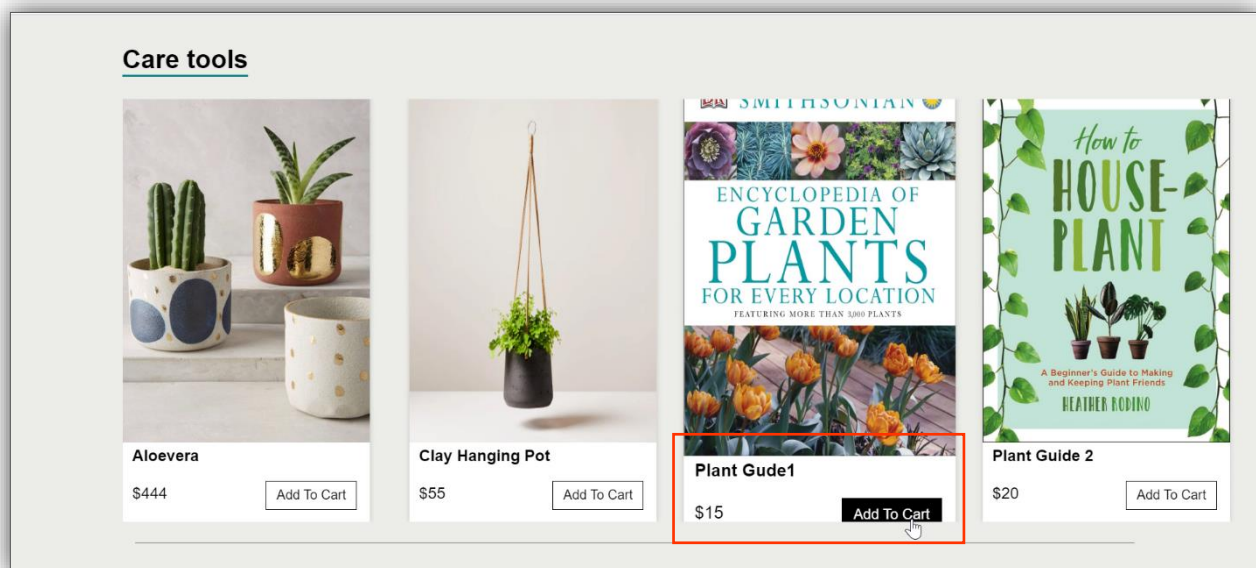 Care tools
SMITHSONIAN
ENCYCLOPEDIA OF
GARDEN
PLANTS
FOR EVERY LOCATION
FEATURING MORE THAN 3,000 PLANTS
How to
HOUSE-
PLANT
A Beginner's Guide to Making
and Keeping Plant Friends
HEATHER RODINO
Aloevera
$444
Add To Cart
Clay Hanging Pot
$55
Add To Cart
Plant Gude1
$15
Add To Cart
Plant Guide 2
$20
Add To Cart